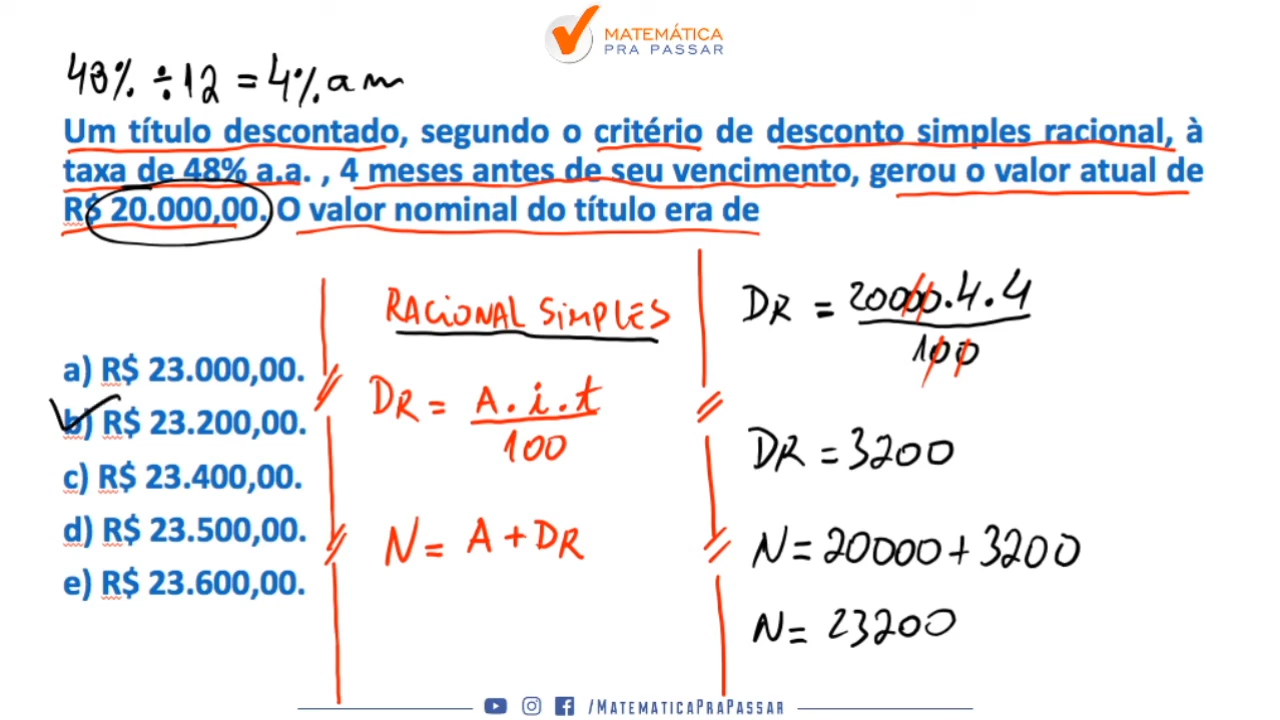 MATEMÁTICA
PRA PASSAR
48% ÷ 12 = 4% a m
Um título descontado, segundo o critério de desconto simples racional, à
taxa de 48% a.a. , 4 meses antes de seu vencimento, gerou o valor atual de
R$ 20.000,00. O valor nominal do título era de
a) R$ 23.000,00.
b) R$ 23.200,00.
c) R$ 23.400,00.
d) R$ 23.500,00.
e) R$ 23.600,00.
RACIONAL SIMPLES
DR = A.i.t
100
N = A + DR
DR = 20000.4.4
100
DR = 3200
N = 20000 + 3200
N = 23200
/MATEMATICAPRAPASSAR